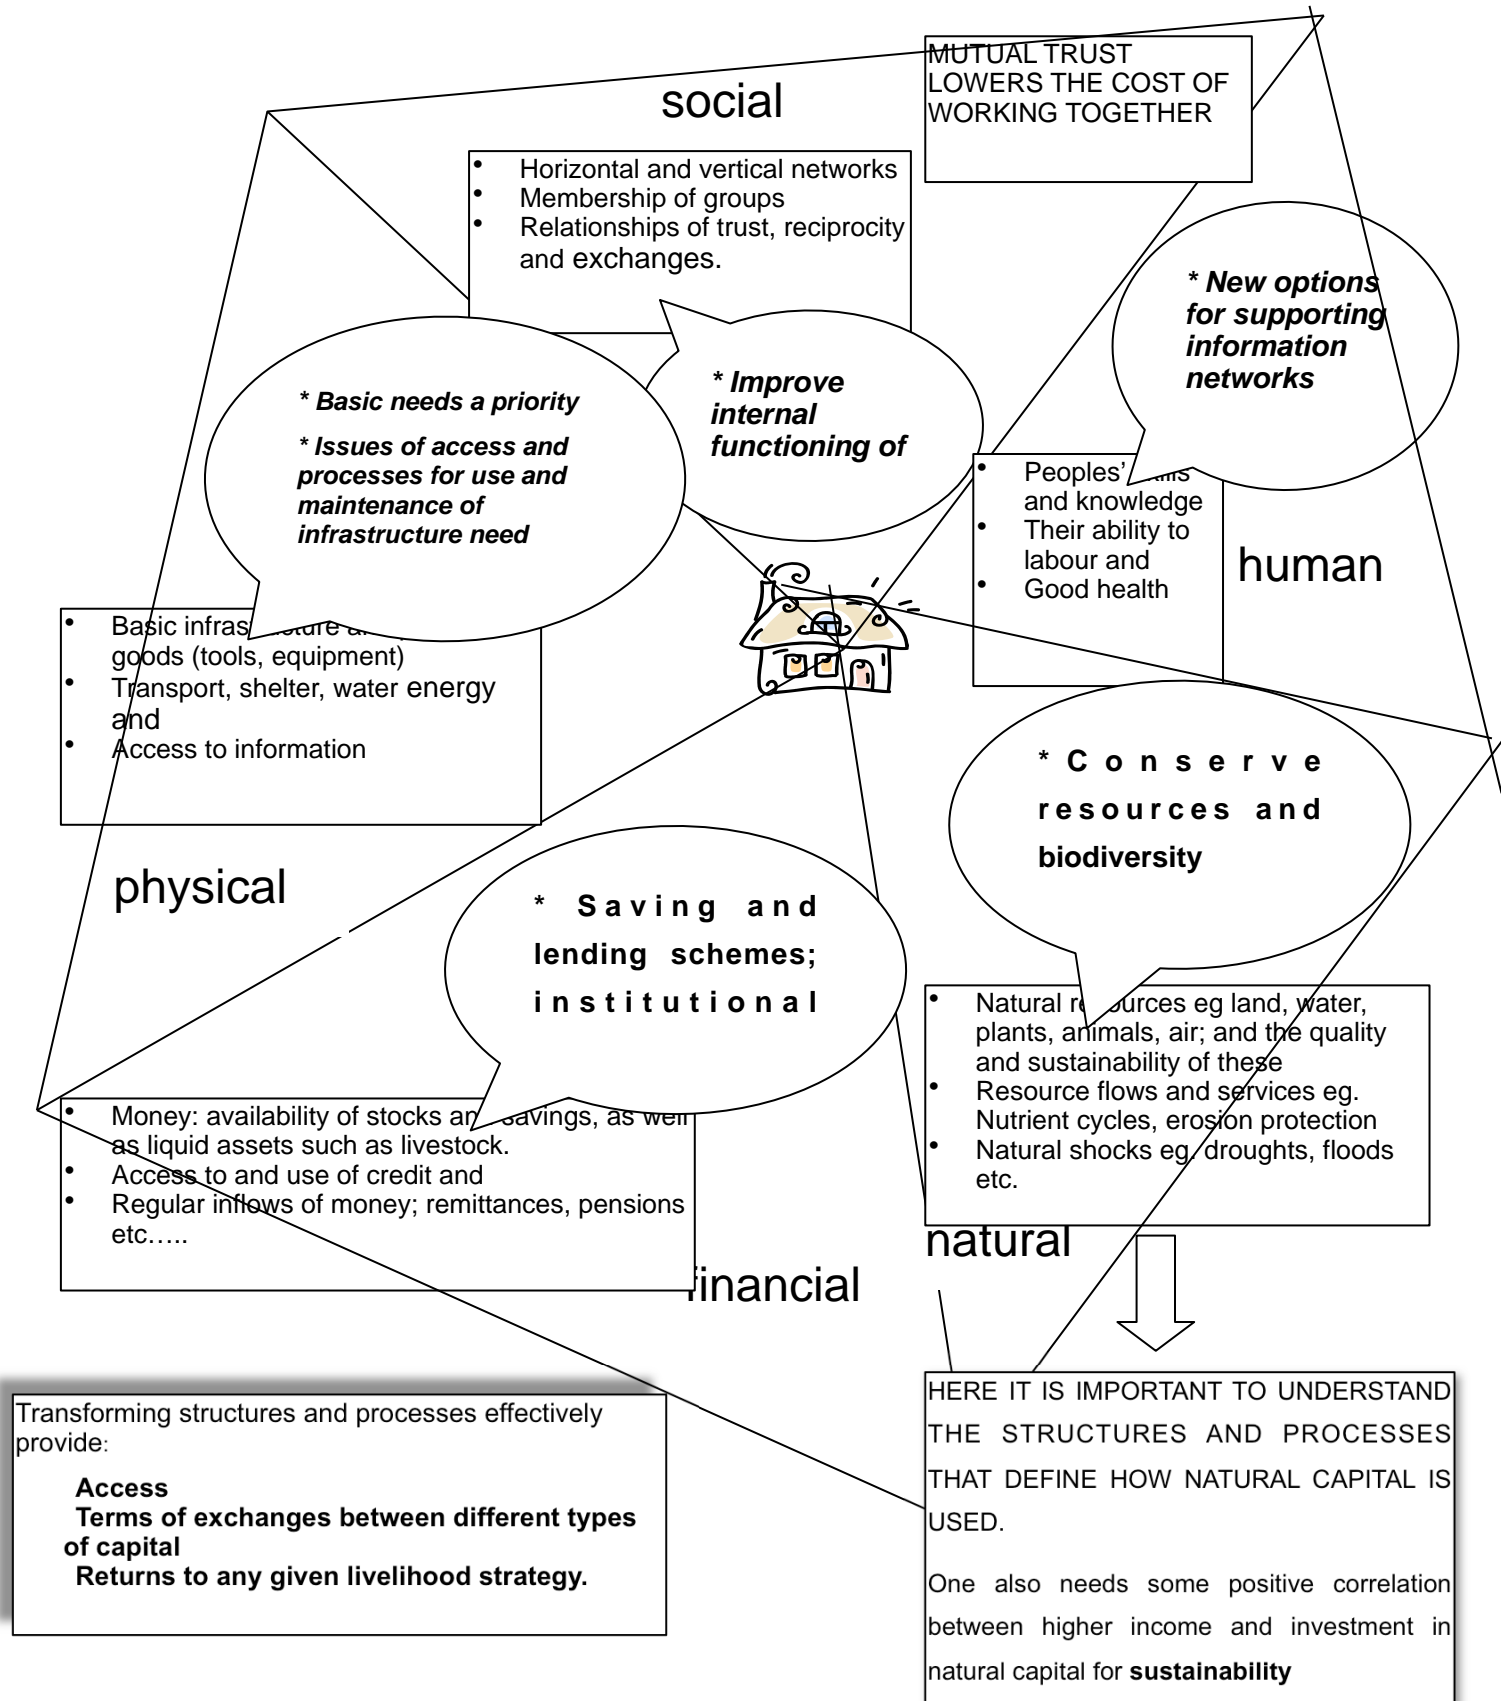 MUTUAL TRUST
LOWERS THE COST OF
WORKING TOGETHER
social
• Horizontal and vertical networks
• Membership of groups
• Relationships of trust, reciprocity
and exchanges.
* New options
for supporting
information
networks
* Improve
internal
functioning of
* Basic needs a priority
* Issues of access and
processes for use and
maintenance of
infrastructure need
• Peoples’
and knowledge
• Their ability to
labour and
• Good health
human
• Basic
goods (tools, equipment)
• Transport, shelter, water energy
and
• Access to information
physical
* Conserve
resources and
biodiversity
* Saving and
lending schemes;
institutional
• Natural resources eg land, water,
plants, animals, air; and the quality
and sustainability of these
• Resource flows and services eg.
Nutrient cycles, erosion protection
• Natural shocks eg. droughts, floods
etc.
natural
• Money: availability of stocks and savings, as well
as liquid assets such as livestock.
• Access to and use of credit and
• Regular inflows of money; remittances, pensions
etc…..
financial
Transforming structures and processes effectively
provide:
Access
Terms of exchanges between different types
of capital
Returns to any given livelihood strategy.
HERE IT IS IMPORTANT TO UNDERSTAND
THE STRUCTURES AND PROCESSES
THAT DEFINE HOW NATURAL CAPITAL IS
USED.
One also needs some positive correlation
between higher income and investment in
natural capital for sustainability